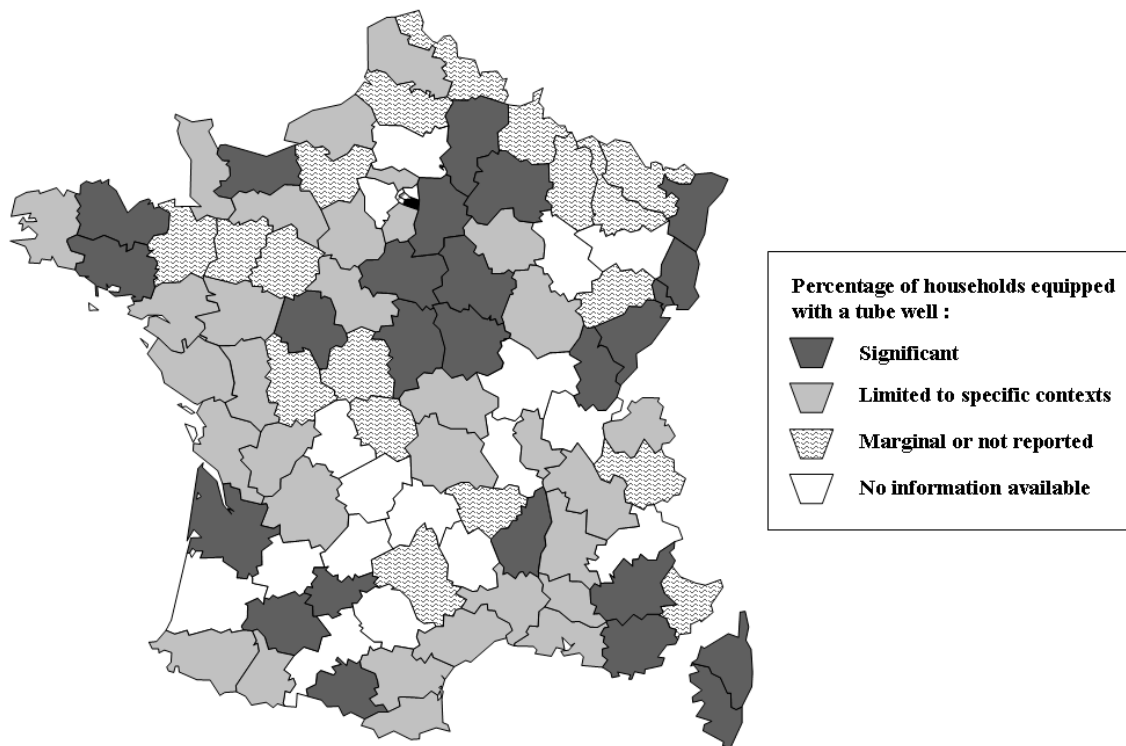 Percentage of households equipped
with a tube well :
Significant
Limited to specific contexts
Marginal or not reported
No information available